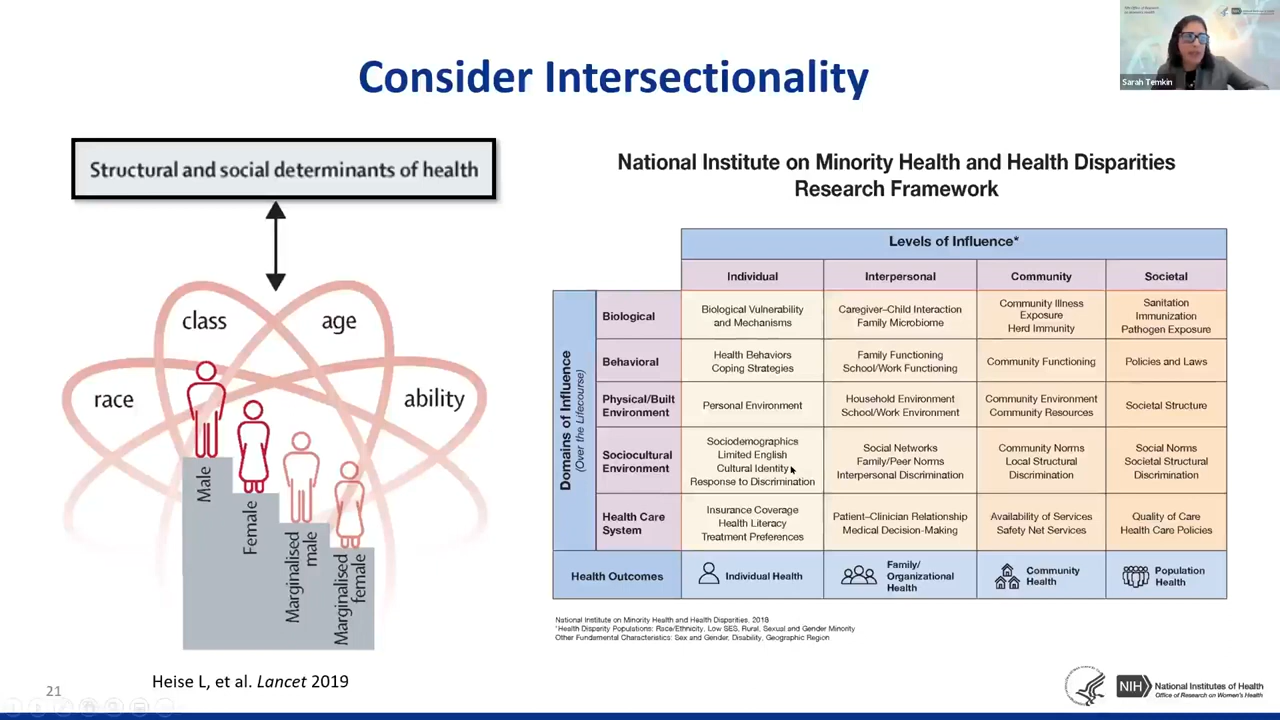 Consider Intersectionality
Sarah Temkin
Structural and social determinants of health
class
age
race
ability
Male
Female
Marginalised
male
Marginalised
female
Heise L, et al. Lancet 2019
21
National Institute on Minority Health and Health Disparities
Research Framework
Levels of Influence*
Individual
Interpersonal
Community
Societal
Domains of Influence
(Over the Lifecourse)
Biological
Biological Vulnerability
and Mechanisms
Caregiver–Child Interaction
Family Microbiome
Community Illness
Exposure
Herd Immunity
Sanitation
Immunization
Pathogen Exposure
Behavioral
Health Behaviors
Coping Strategies
Family Functioning
School/Work Functioning
Community Functioning
Policies and Laws
Physical/Built
Environment
Personal Environment
Household Environment
School/Work Environment
Community Environment
Community Resources
Societal Structure
Sociocultural
Environment
Sociodemographics
Limited English
Cultural Identity
Response to Discrimination
Social Networks
Family/Peer Norms
Interpersonal Discrimination
Community Norms
Local Structural
Discrimination
Social Norms
Societal Structural
Discrimination
Health Care
System
Insurance Coverage
Health Literacy
Treatment Preferences
Patient–Clinician Relationship
Medical Decision-Making
Availability of Services
Safety Net Services
Quality of Care
Health Care Policies
Health Outcomes
Individual Health
Family/
Organizational
Health
Community
Health
Population
Health
National Institute on Minority Health and Health Disparities, 2018
*Health Disparity Populations: Race/Ethnicity, Low SES, Rural, Sexual and Gender Minority
Other Fundamental Characteristics: Sex and Gender, Disability, Geographic Region
NIH
National Institutes of Health
Office of Research on Women's Health